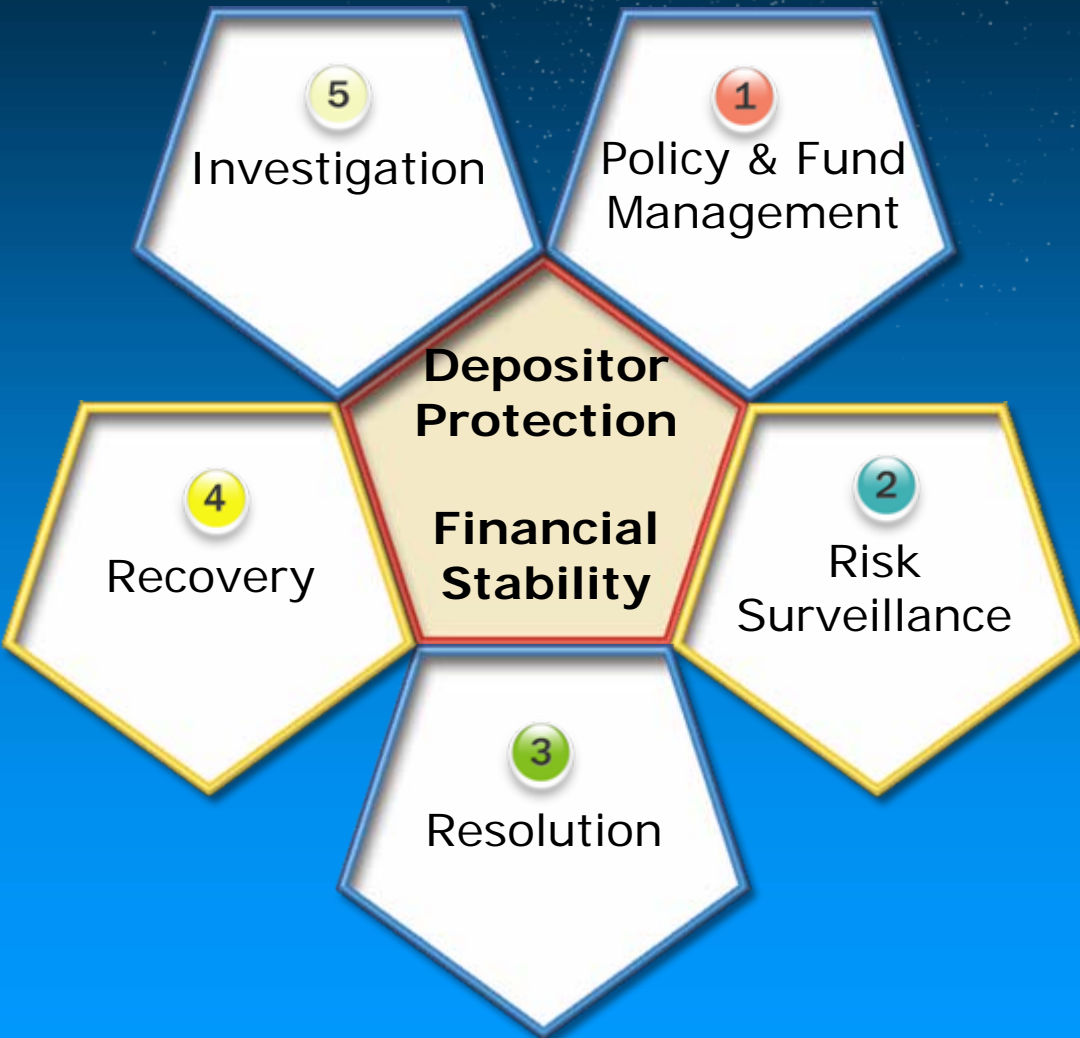 5
Investigation
1
Policy & Fund
Management
Depositor
Protection
Financial
Stability
4
Recovery
2
Risk
Surveillance
3
Resolution